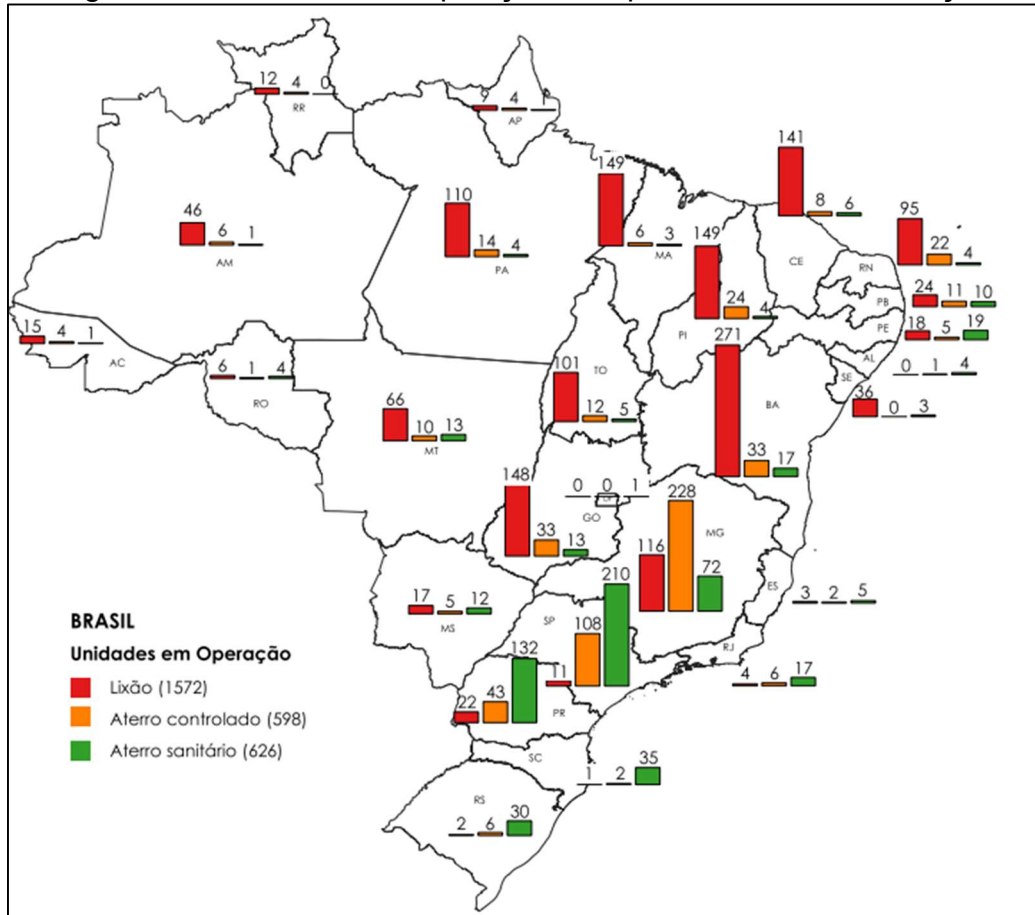 12 4 0
RR
9 4 1
AP
141 8 6
CE
149 6 3
MA
110 14 4
PA
46 6 1
AM
95 22 4
RN
149 24 4
PI
24 11 10
PB
18 5 19
PE
15 4 1
AC
6 1 4
RO
0 1 4
AL
271 33 17
BA
36 0 3
SE
101 12 5
TO
66 10 13
MT
148 33 13
GO
0 0 1
DF
116 228 72
MG
3 2 5
ES
17 5 12
MS
11 108 210
SP
4 6 17
RJ
22 43 132
PR
1 2 35
SC
2 6 30
RS
BRASIL
Unidades em Operação
Lixão (1572)
Aterro controlado (598)
Aterro sanitário (626)